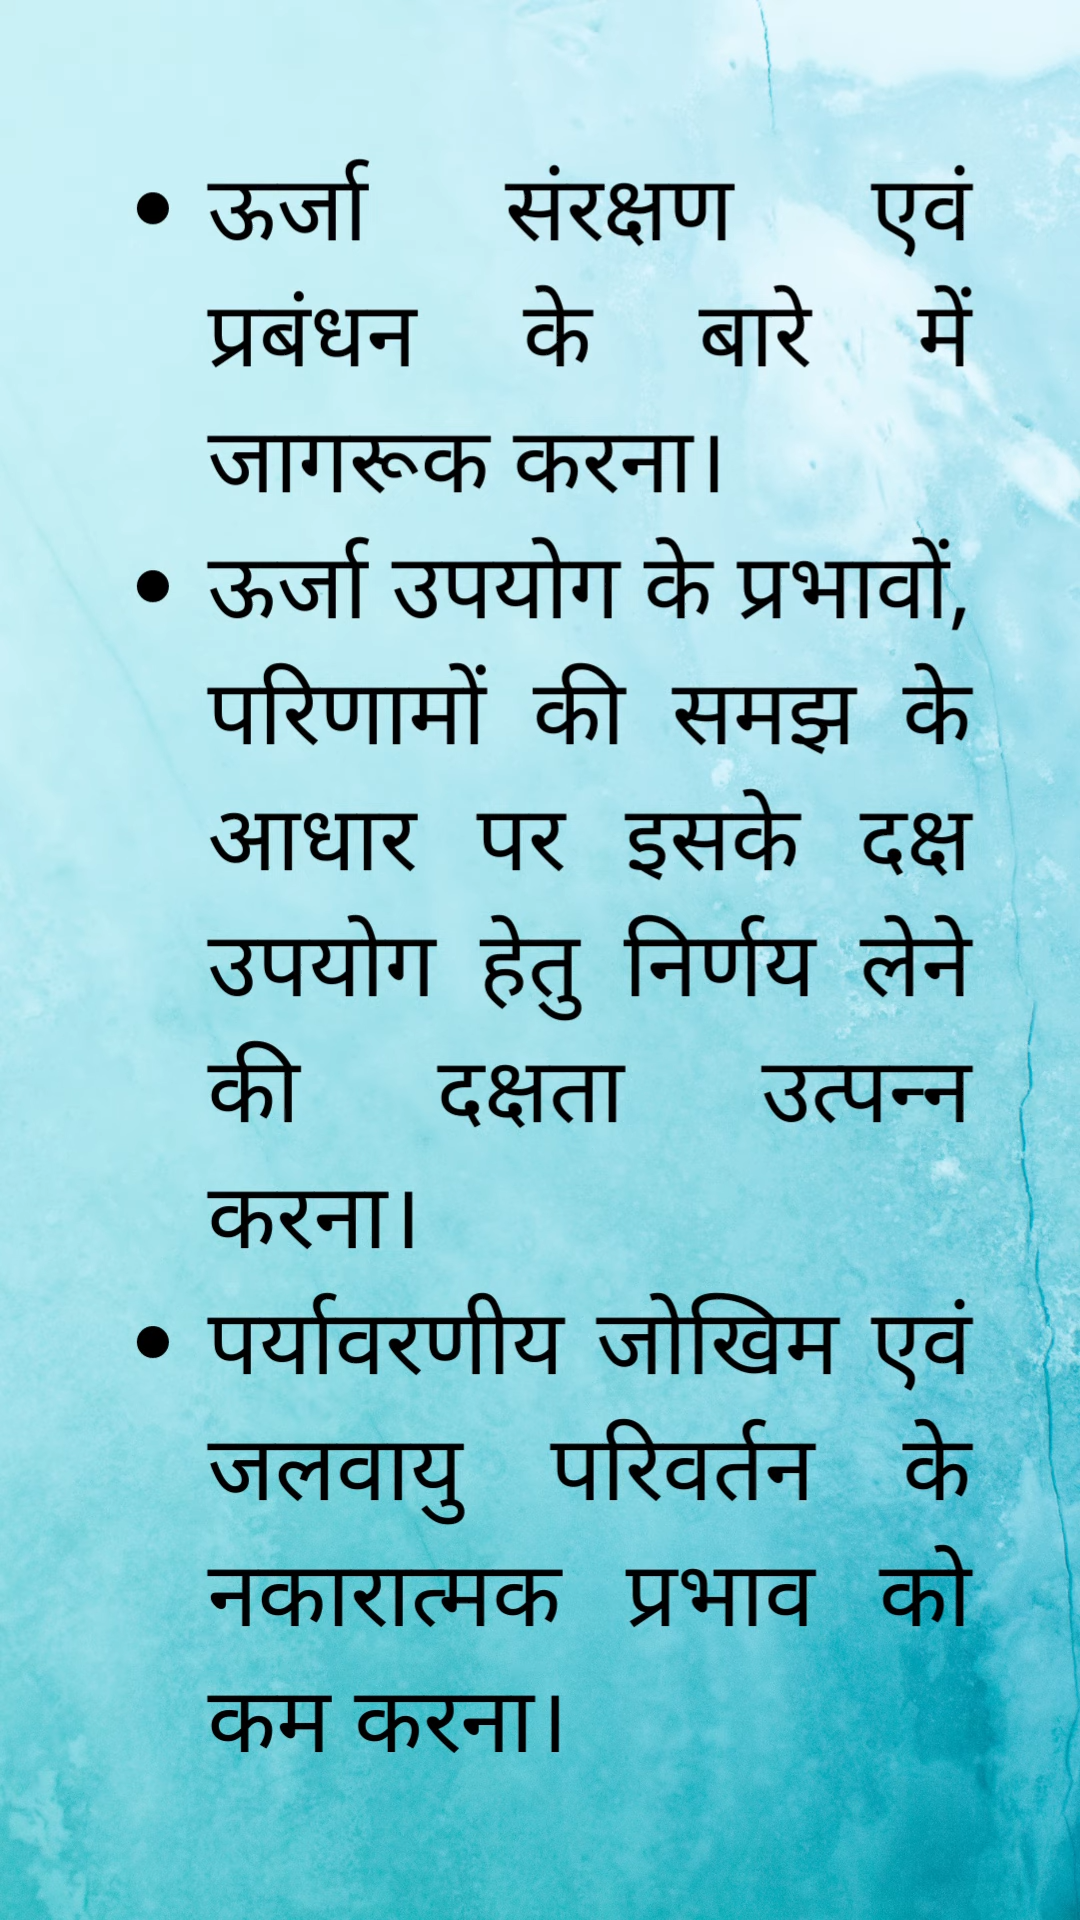 • ऊर्जा संरक्षण एवं
प्रबंधन के बारे में
जागरूक करना।
• ऊर्जा उपयोग के प्रभावों,
परिणामों की समझ के
आधार पर इसके दक्ष
उपयोग हेतु निर्णय लेने
की दक्षता उत्पन्न
करना।
• पर्यावरणीय जोखिम एवं
जलवायु परिवर्तन के
नकारात्मक प्रभाव को
कम करना।